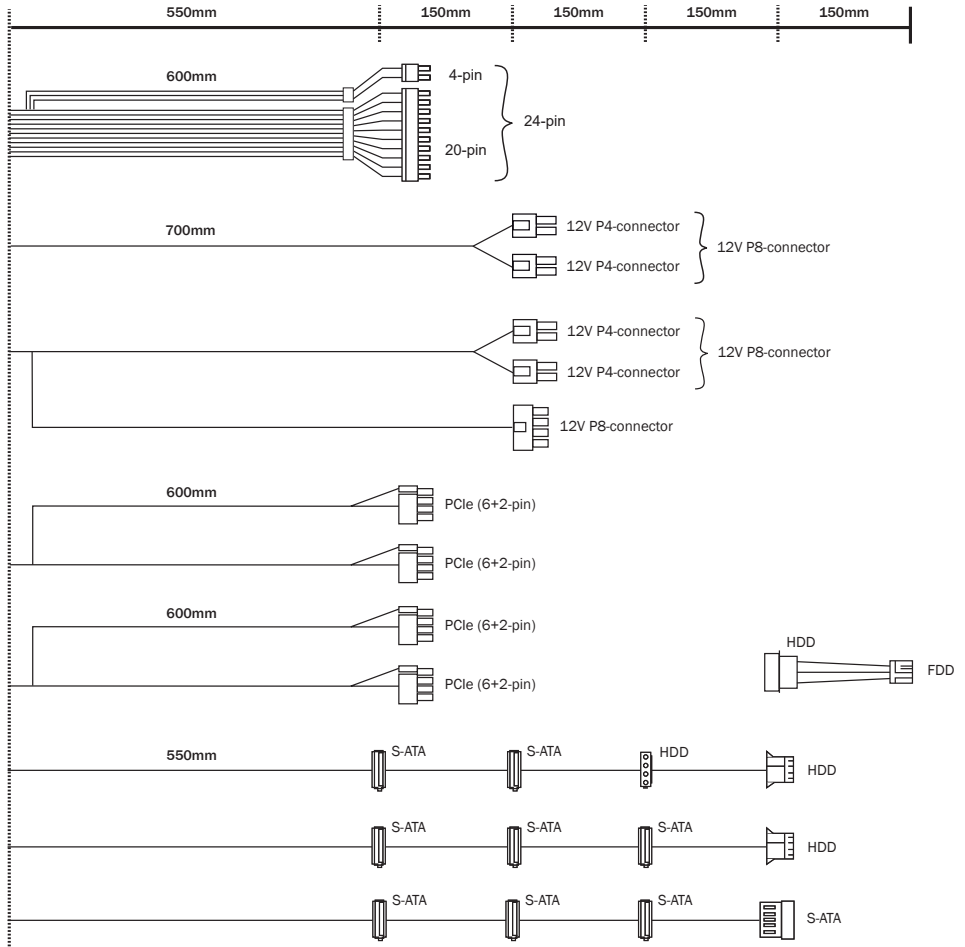 550mm 150mm 150mm 150mm 150mm
600mm
4-pin
24-pin
20-pin
700mm
12V P4-connector
12V P8-connector
12V P4-connector
12V P4-connector
12V P8-connector
12V P4-connector
12V P8-connector
600mm
PCIe (6+2-pin)
PCIe (6+2-pin)
600mm
PCIe (6+2-pin)
HDD
FDD
PCIe (6+2-pin)
550mm
S-ATA S-ATA HDD
HDD
S-ATA S-ATA S-ATA
HDD
S-ATA S-ATA S-ATA
S-ATA